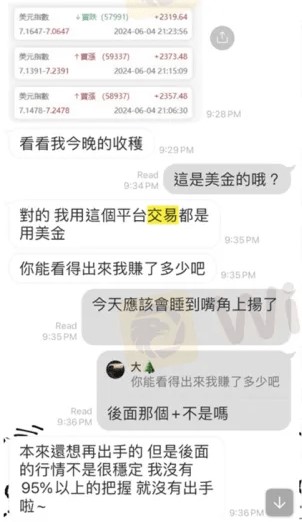 美元指數 ↓買跌 (57991) +2319.64
7.1647-7.0647 2024-06-04 21:23:56
美元指數 ↑買漲 (59337) +2373.48
7.1391-7.2391 2024-06-04 21:15:09
美元指數 ↑買漲 (58937) +2357.48
7.1478-7.2478 2024-06-04 21:06:30
9:28 PM
看看我今晚的收穫
9:29 PM
Read
9:34 PM
這是美金的哦？
對的 我用這個平台交易都是
用美金
9:35 PM
你能看得出來我賺了多少吧
9:35 PM
今天應該會睡到嘴角上揚了
Read
9:35 PM
大🌲
你能看得出來我賺了多少吧
後面那個+不是嗎
Read
9:36 PM
本來還想再出手的 但是後面
的行情不是很穩定 我沒有
95%以上的把握 就沒有出手
啦~
9:36 PM
Wi